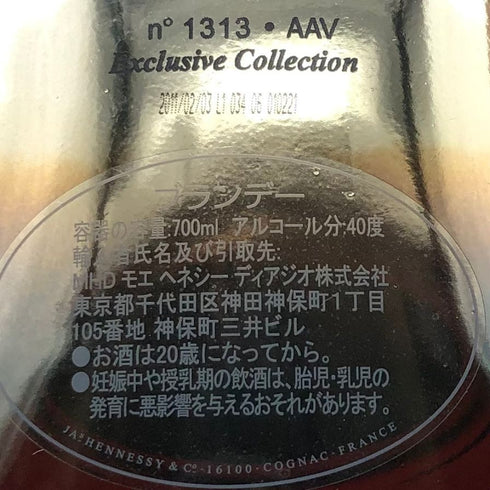 nº 1313 • AAV
Exclusive Collection
2011/02/03 L1 034 06 010221
ブランデー
容器の容量:700ml アルコール分:40度
輸入者氏名及び引取先:
MHD モエ ヘネシー ディアジオ株式会社
東京都千代田区神田神保町1丁目
105番地 神保町三井ビル
●お酒は20歳になってから。
●妊娠中や授乳期の飲酒は、胎児・乳児の
発育に悪影響を与えるおそれがあります。
JAˢ HENNESSY & Cº - 16100 - COGNAC - FRANCE